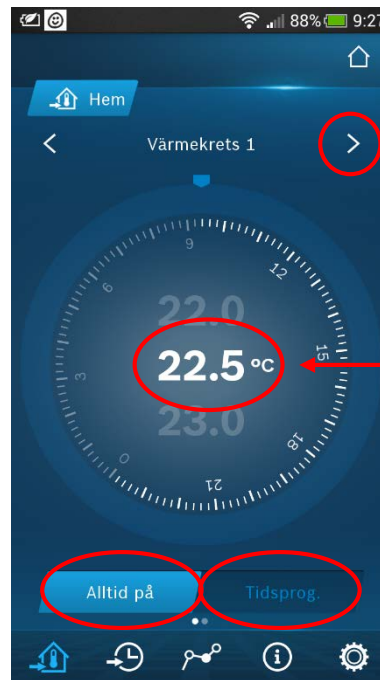 88% 9:27
Hem
Värmekrets 1
9
12
6
22.0
22.5 °C
15
3
23.0
0
18
21
Alltid på
Tidsprog.